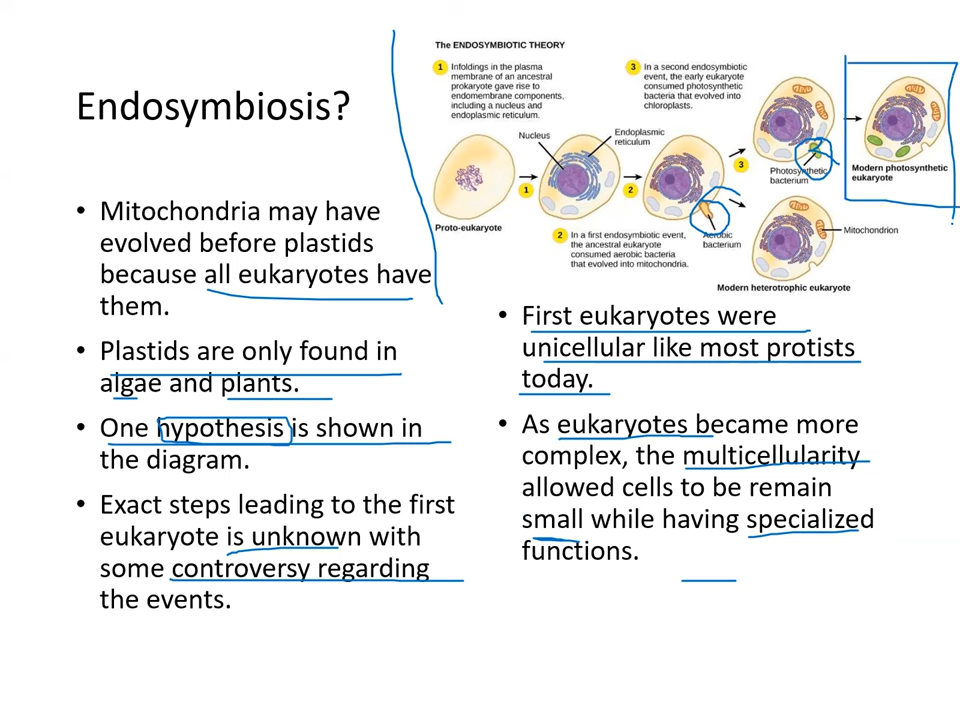 Endosymbiosis?
• Mitochondria may have
evolved before plastids
because all eukaryotes have
them.
• Plastids are only found in
algae and plants.
• One hypothesis is shown in
the diagram.
• Exact steps leading to the first
eukaryote is unknown with
some controversy regarding
the events.
The ENDOSYMBIOTIC THEORY
1 Infoldings in the plasma
membrane of an ancestral
prokaryote gave rise to
endomembrane components,
including a nucleus and
endoplasmic reticulum.
3 In a second endosymbiotic
event, the early eukaryote
consumed photosynthetic
bacteria that evolved into
chloroplasts.
Nucleus
Endoplasmic
reticulum
1
2
3
Photosynthetic
bacterium
Modern photosynthetic
eukaryote
Proto-eukaryote
2 In a first endosymbiotic event,
the ancestral eukaryote
consumed aerobic bacteria
that evolved into mitochondria.
Aerobic
bacterium
Mitochondrion
Modern heterotrophic eukaryote
• First eukaryotes were
unicellular like most protists
today.
• As eukaryotes became more
complex, the multicellularity
allowed cells to be remain
small while having specialized
functions.